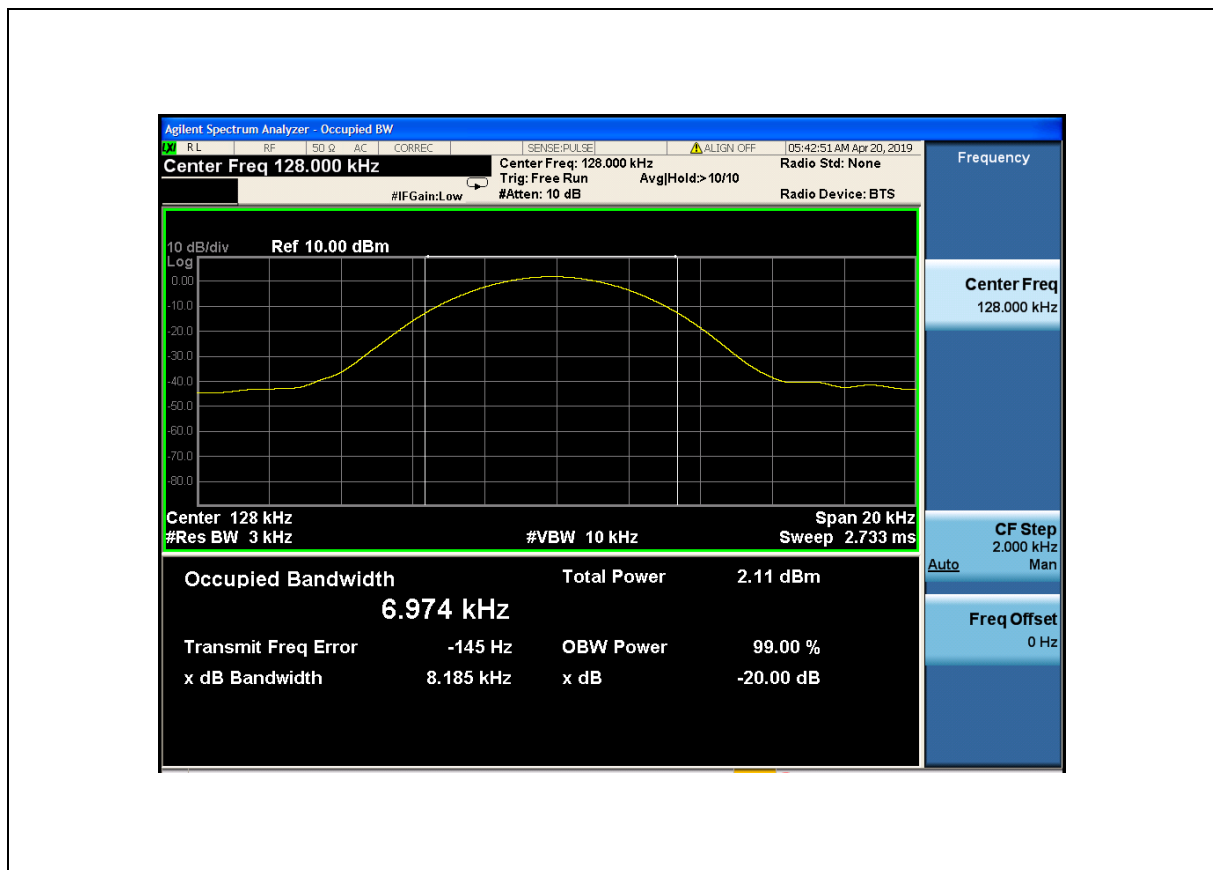 Agilent Spectrum Analyzer - Occupied BW
LXI RL RF 50 Ω AC CORREC SENSE:PULSE ALIGN OFF 05:42:51 AM Apr 20, 2019
Center Freq 128.000 kHz
Center Freq: 128.000 kHz
Radio Std: None
Trig: Free Run Avg|Hold:>10/10
#IFGain:Low #Atten: 10 dB
Radio Device: BTS
10 dB/div Ref 10.00 dBm
Log
0.00
-10.0
-20.0
-30.0
-40.0
-50.0
-60.0
-70.0
-80.0
Center 128 kHz Span 20 kHz
#Res BW 3 kHz #VBW 10 kHz Sweep 2.733 ms
Occupied Bandwidth Total Power 2.11 dBm
6.974 kHz
Transmit Freq Error -145 Hz OBW Power 99.00 %
x dB Bandwidth 8.185 kHz x dB -20.00 dB
Frequency
Center Freq
128.000 kHz
CF Step
2.000 kHz
Auto Man
Freq Offset
0 Hz